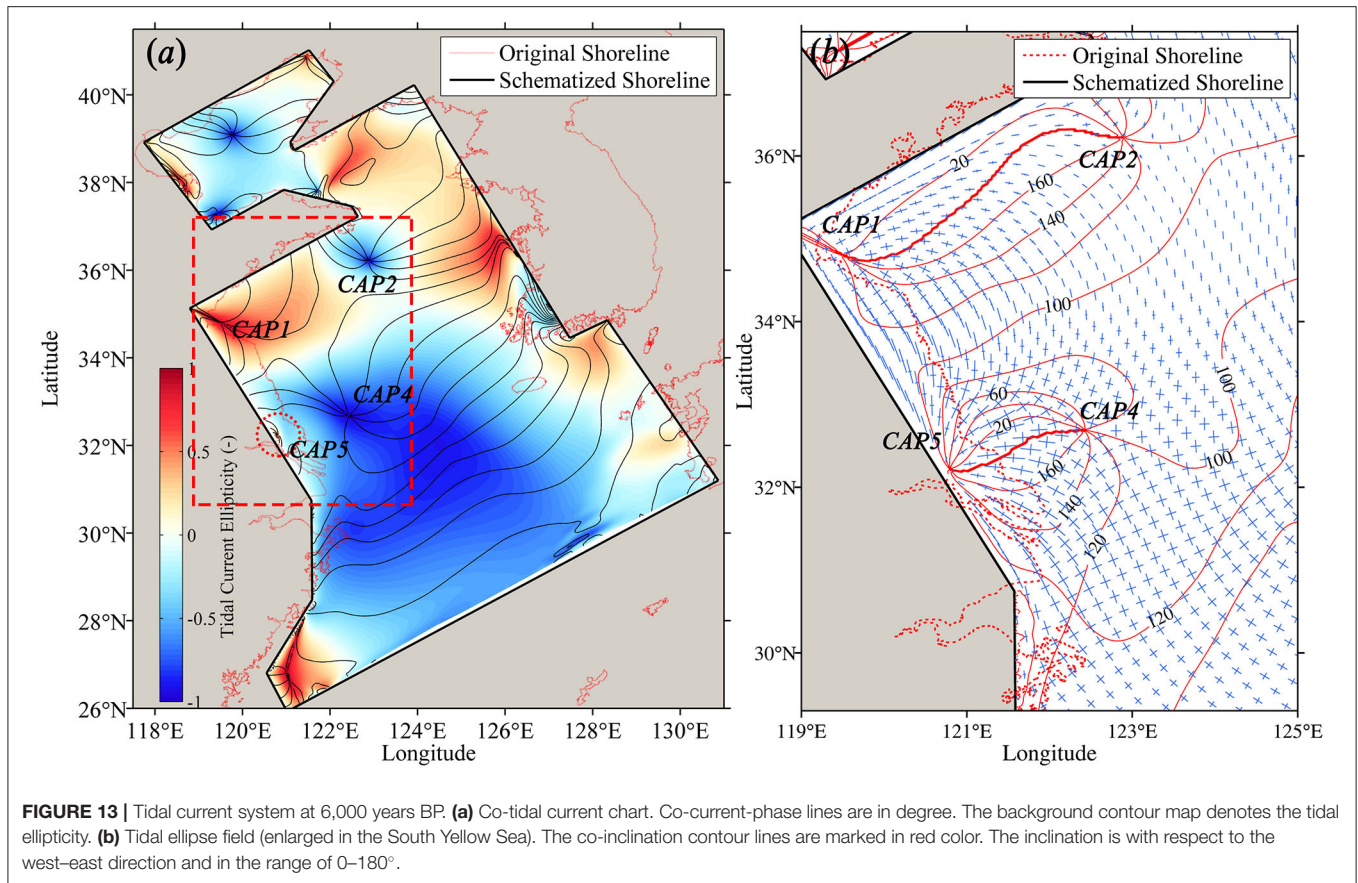 (a)
Original Shoreline
Schematized Shoreline
40°N
38°N
36°N
34°N
32°N
30°N
28°N
26°N
Latitude
CAP2
CAP1
CAP4
CAP5
1
0.5
0
-0.5
-1
Tidal Current Ellipticity (-)
118°E 120°E 122°E 124°E 126°E 128°E 130°E
Longitude
(b)
Original Shoreline
Schematized Shoreline
36°N
34°N
32°N
30°N
Latitude
20
CAP2
160
CAP1
140
100
100
60
CAP4
20
CAP5
100
160
140
120
120
119°E 121°E 123°E 125°E
Longitude
FIGURE 13 | Tidal current system at 6,000 years BP. (a) Co-tidal current chart. Co-current-phase lines are in degree. The background contour map denotes the tidal
ellipticity. (b) Tidal ellipse field (enlarged in the South Yellow Sea). The co-inclination contour lines are marked in red color. The inclination is with respect to the
west–east direction and in the range of 0–180°.